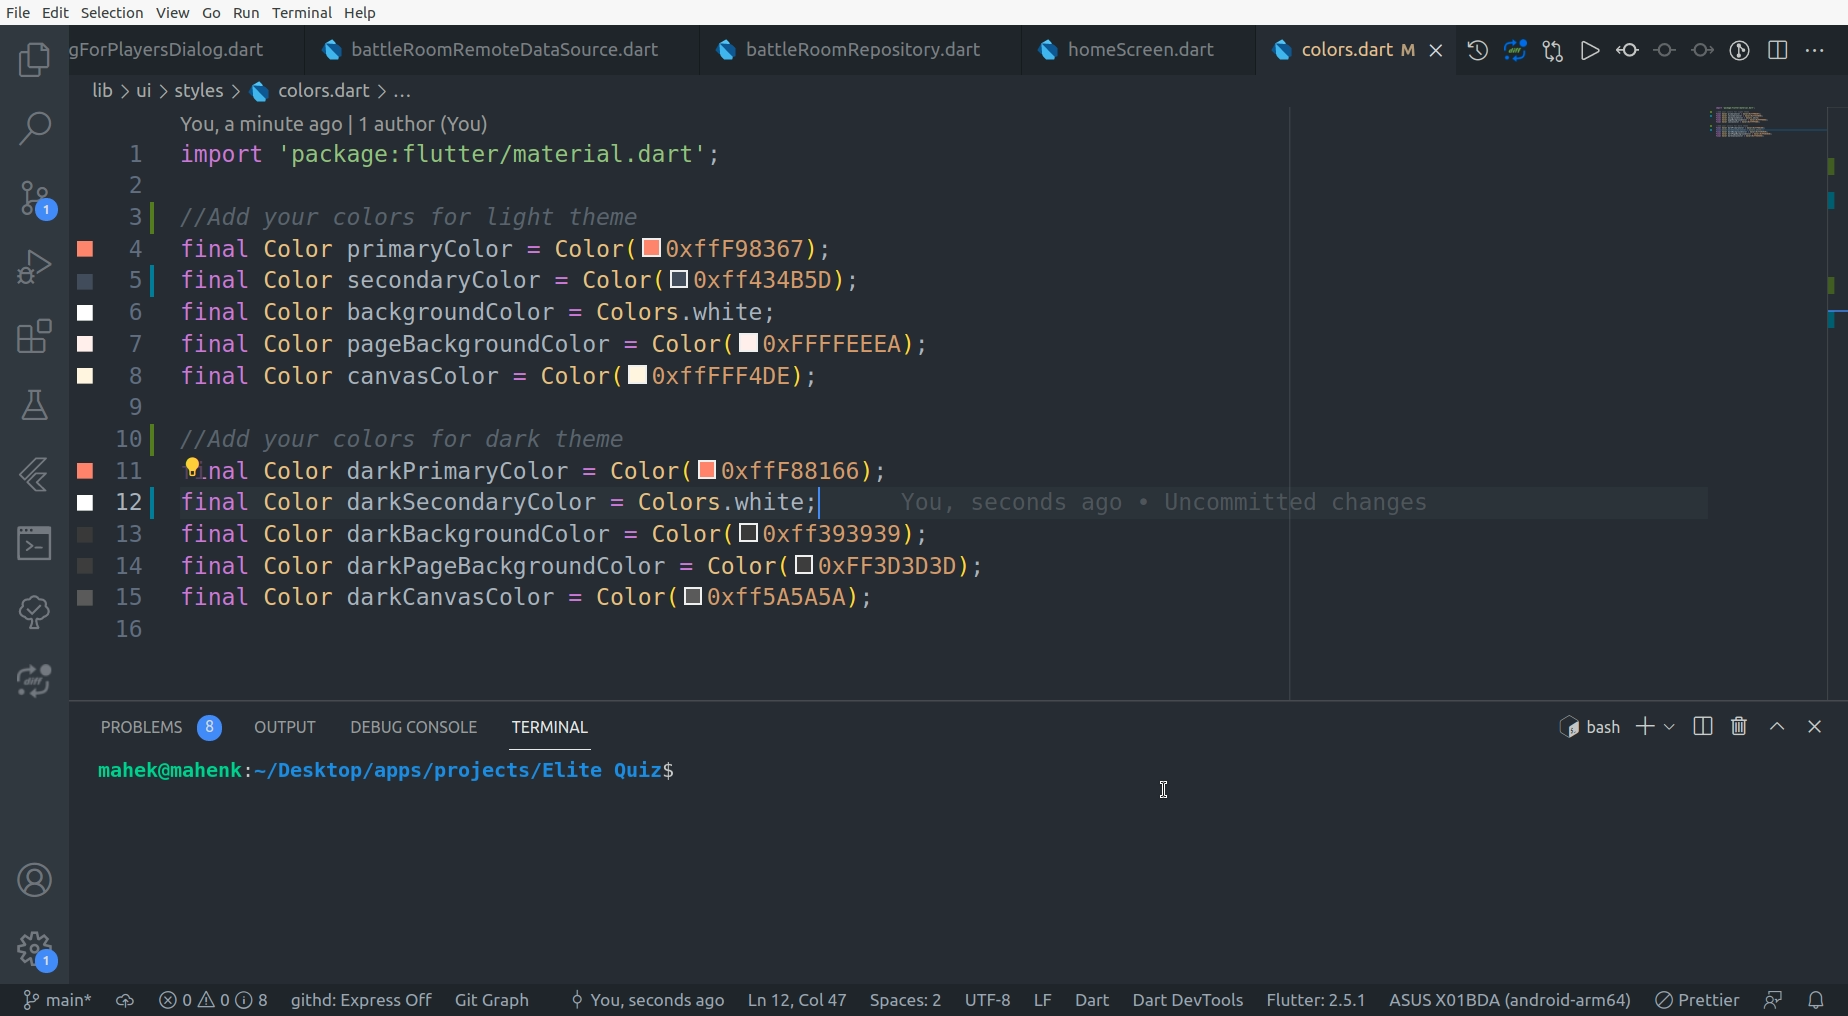 File Edit Selection View Go Run Terminal Help
gForPlayersDialog.dart battleRoomRemoteDataSource.dart battleRoomRepository.dart homeScreen.dart colors.dart M
lib > ui > styles > colors.dart > ...
You, a minute ago | 1 author (You)
1 import 'package:flutter/material.dart';
2
3 //Add your colors for light theme
4 final Color primaryColor = Color(0xffF98367);
5 final Color secondaryColor = Color(0xff434B5D);
6 final Color backgroundColor = Colors.white;
7 final Color pageBackgroundColor = Color(0xFFFFEEEA);
8 final Color canvasColor = Color(0xffFFF4DE);
9
10 //Add your colors for dark theme
11 final Color darkPrimaryColor = Color(0xffF88166);
12 final Color darkSecondaryColor = Colors.white; You, seconds ago • Uncommitted changes
13 final Color darkBackgroundColor = Color(0xff393939);
14 final Color darkPageBackgroundColor = Color(0xFF3D3D3D);
15 final Color darkCanvasColor = Color(0xff5A5A5A);
16
1
diff
1
PROBLEMS 8 OUTPUT DEBUG CONSOLE TERMINAL bash
mahek@mahenk:~/Desktop/apps/projects/Elite Quiz$
main* 0 0 8 githd: Express Off Git Graph You, seconds ago Ln 12, Col 47 Spaces: 2 UTF-8 LF Dart Dart DevTools Flutter: 2.5.1 ASUS X01BDA (android-arm64) Prettier